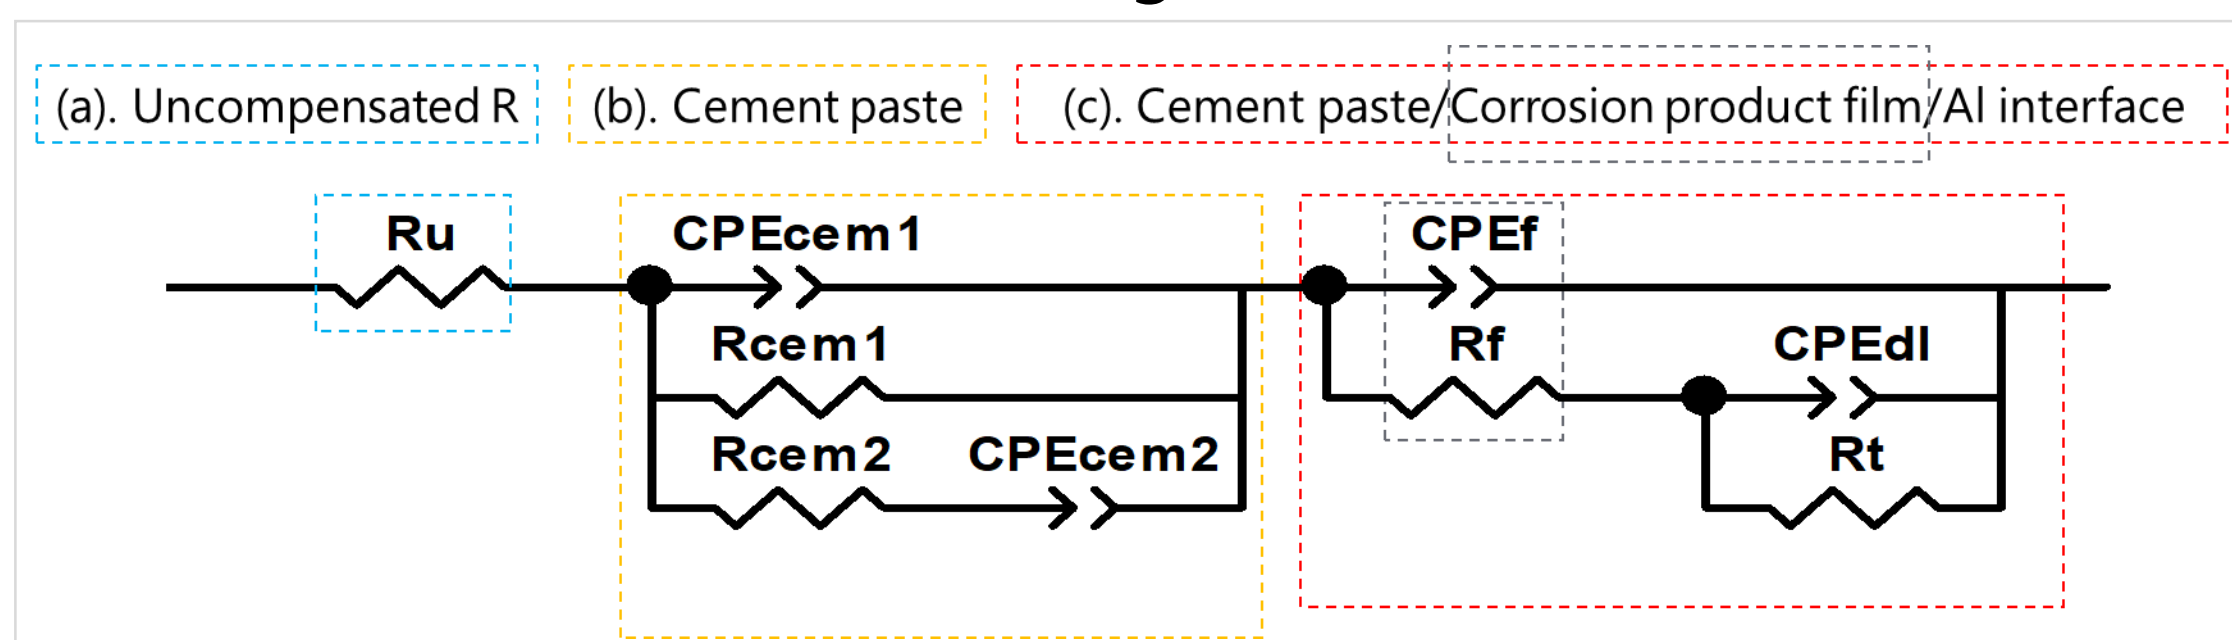 (a). Uncompensated R (b). Cement paste (c). Cement paste/Corrosion product film/Al interface
Ru CPEcem1 CPEf
Rcem1 Rf CPEdl
Rcem2 CPEcem2 Rt